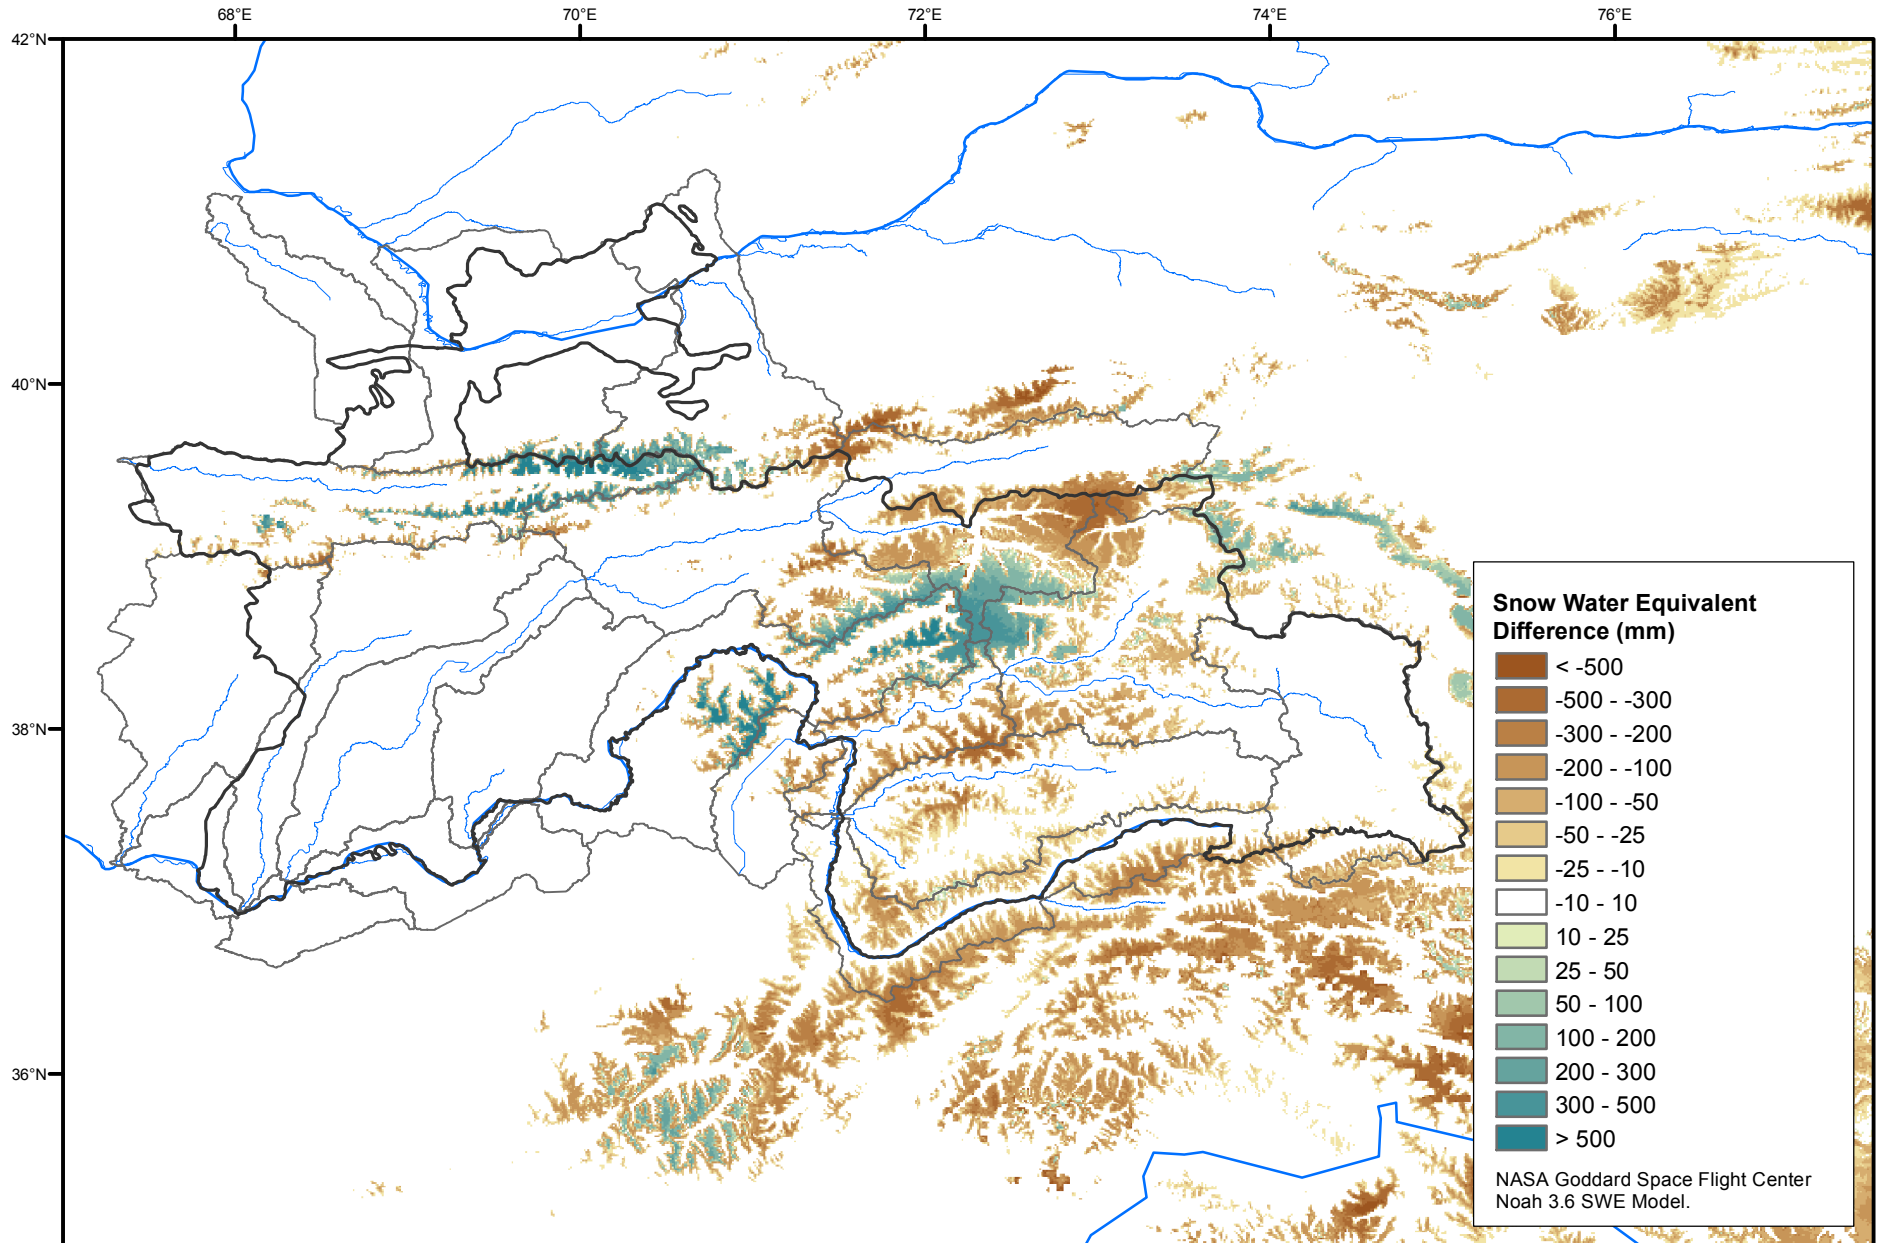 68°E 70°E 72°E 74°E 76°E
42°N
40°N
38°N
36°N
Snow Water Equivalent
Difference (mm)
< -500
-500 - -300
-300 - -200
-200 - -100
-100 - -50
-50 - -25
-25 - -10
-10 - 10
10 - 25
25 - 50
50 - 100
100 - 200
200 - 300
300 - 500
> 500
NASA Goddard Space Flight Center
Noah 3.6 SWE Model.